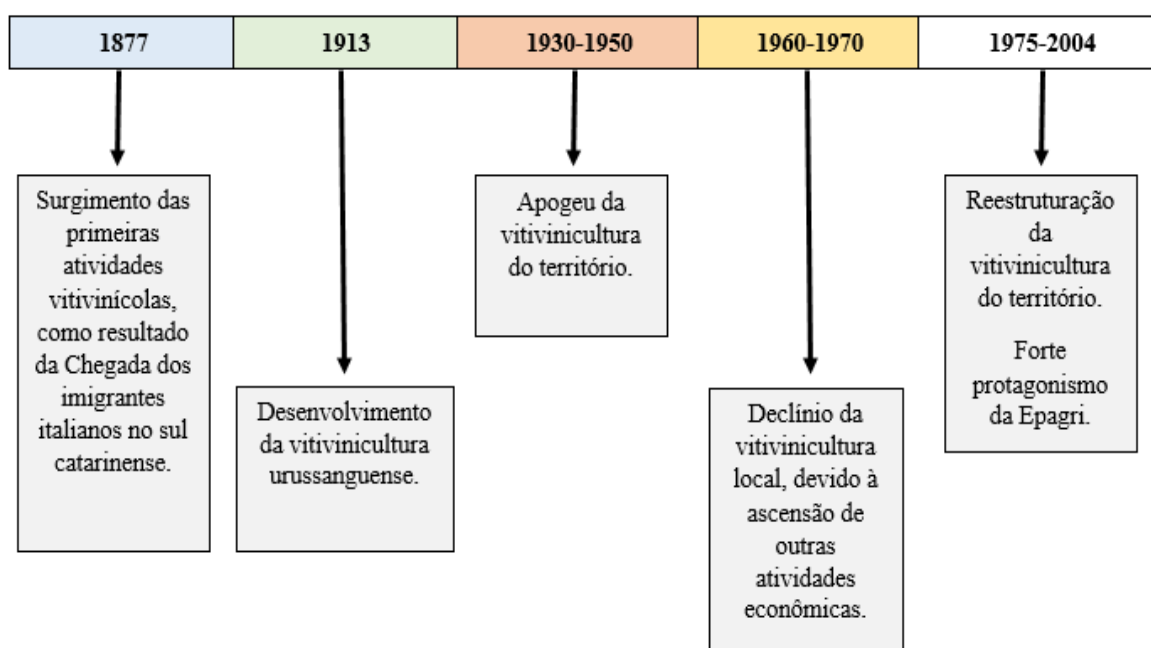 1877
1913
1930-1950
1960-1970
1975-2004
Surgimento das
primeiras
atividades
vitivinícolas,
como resultado
da Chegada dos
imigrantes
italianos no sul
catarinense.
Desenvolvimento
da vitivinicultura
urussanguense.
Apogeu da
vitivinicultura
do território.
Declínio da
vitivinicultura
local, devido à
ascensão de
outras
atividades
econômicas.
Reestruturação
da
vitivinicultura
do território.
Forte
protagonismo
da Epagri.